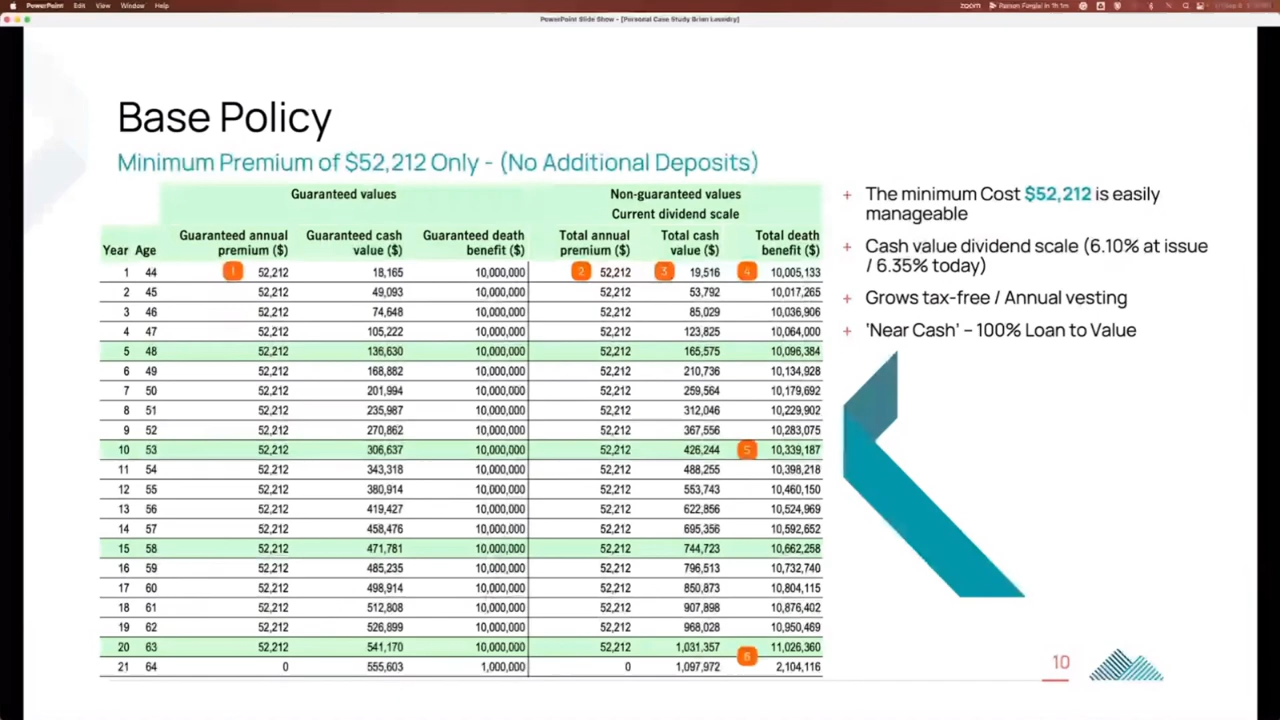 PowerPoint Edit View Window Help zoom
PowerPoint Slide Show - [Personal Case Study Brian Laundry]
Base Policy
Minimum Premium of $52,212 Only - (No Additional Deposits)
Guaranteed values Non-guaranteed values
Current dividend scale
Guaranteed annual Guaranteed cash Guaranteed death Total annual Total cash Total death
Year Age premium ($) value ($) benefit ($) premium ($) value ($) benefit ($)
1 44 1 52,212 18,165 10,000,000 2 52,212 3 19,516 4 10,005,133
2 45 52,212 49,093 10,000,000 52,212 53,792 10,017,265
3 46 52,212 74,648 10,000,000 52,212 85,029 10,036,906
4 47 52,212 105,222 10,000,000 52,212 123,825 10,064,000
5 48 52,212 136,630 10,000,000 52,212 165,575 10,096,384
6 49 52,212 168,882 10,000,000 52,212 210,736 10,134,928
7 50 52,212 201,994 10,000,000 52,212 259,564 10,179,692
8 51 52,212 235,987 10,000,000 52,212 312,046 10,229,902
9 52 52,212 270,862 10,000,000 52,212 367,556 10,283,075
10 53 52,212 306,637 10,000,000 52,212 426,244 5 10,339,187
11 54 52,212 343,318 10,000,000 52,212 488,255 10,398,218
12 55 52,212 380,914 10,000,000 52,212 553,743 10,460,150
13 56 52,212 419,427 10,000,000 52,212 622,856 10,524,969
14 57 52,212 458,476 10,000,000 52,212 695,356 10,592,652
15 58 52,212 471,781 10,000,000 52,212 744,723 10,662,258
16 59 52,212 485,235 10,000,000 52,212 796,513 10,732,740
17 60 52,212 498,914 10,000,000 52,212 850,873 10,804,115
18 61 52,212 512,808 10,000,000 52,212 907,898 10,876,402
19 62 52,212 526,899 10,000,000 52,212 968,028 10,950,469
20 63 52,212 541,170 10,000,000 52,212 1,031,357 11,026,360
6
21 64 0 555,603 1,000,000 0 1,097,972 2,104,116
+ The minimum Cost $52,212 is easily
manageable
+ Cash value dividend scale (6.10% at issue
/ 6.35% today)
+ Grows tax-free / Annual vesting
+ ‘Near Cash’ – 100% Loan to Value
10